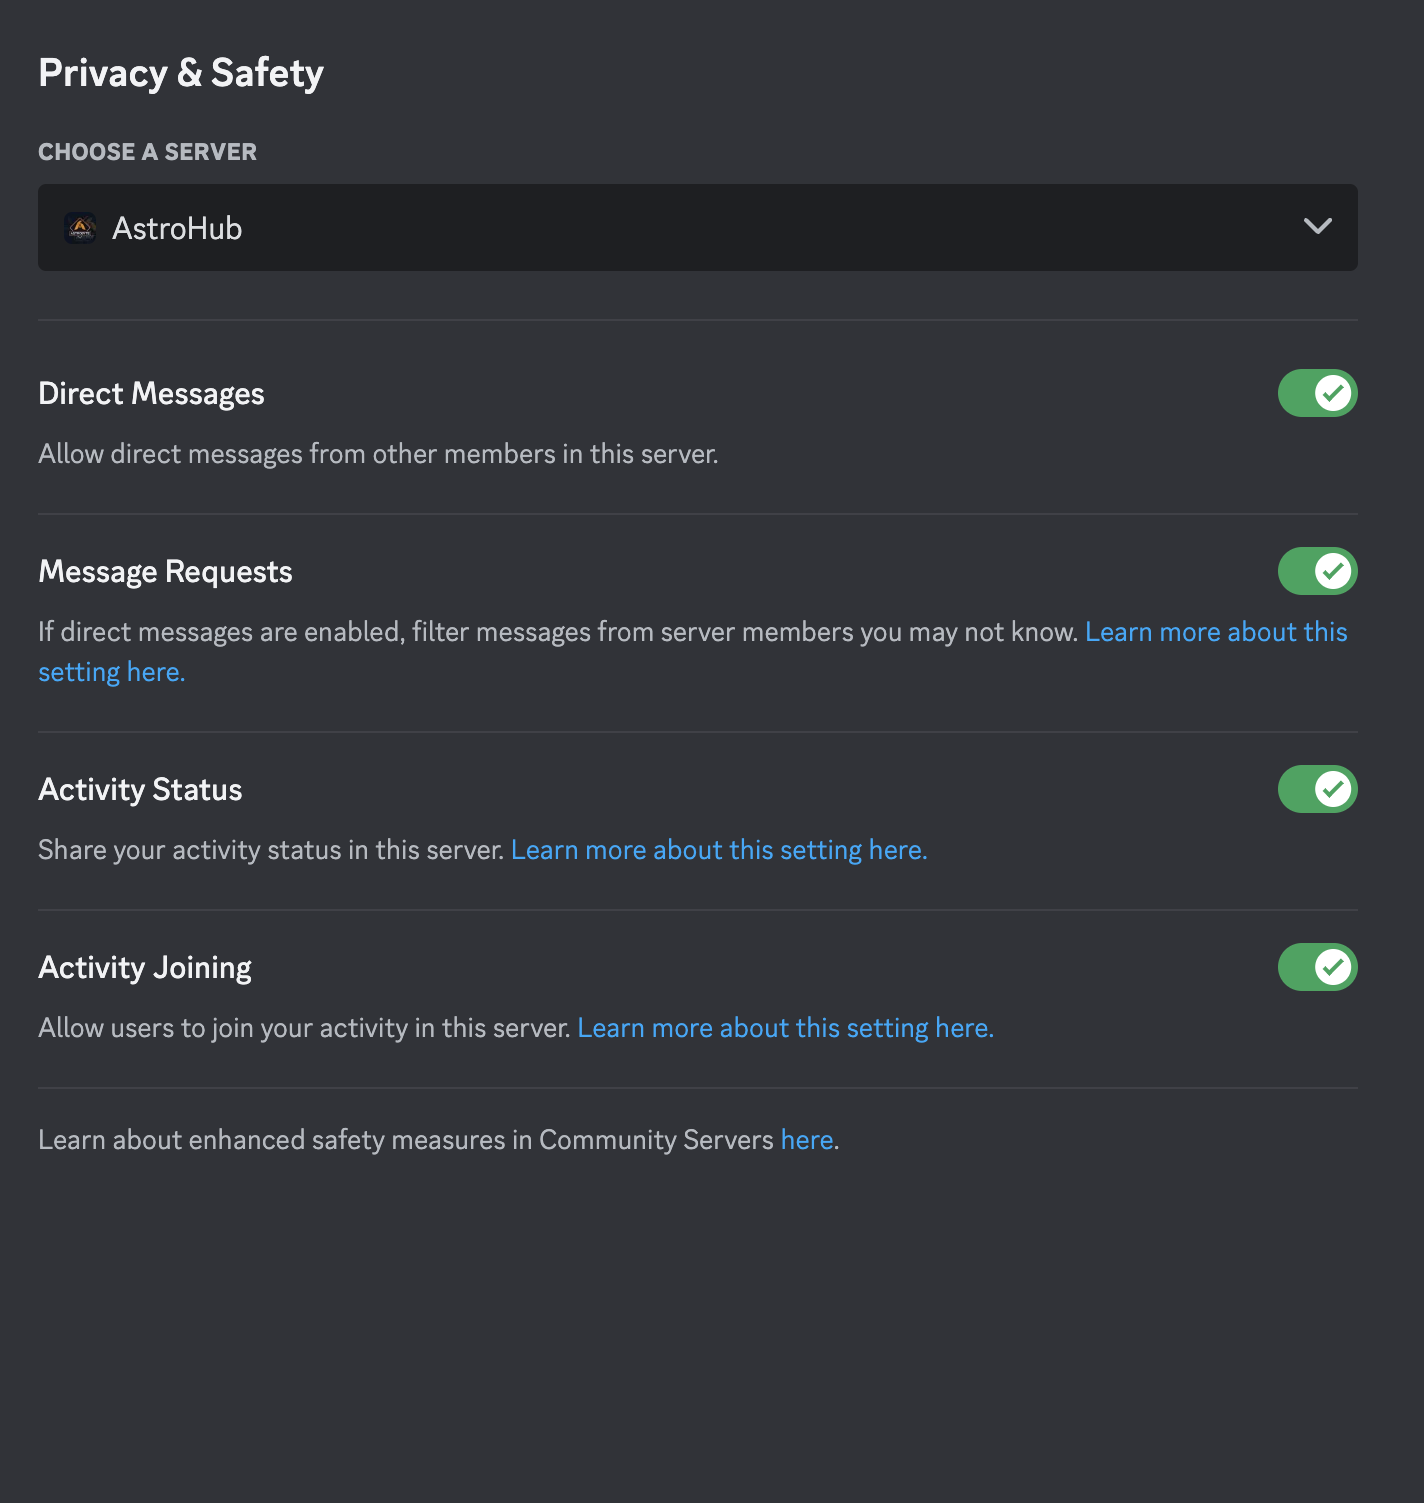 Privacy & Safety
CHOOSE A SERVER
AstroHub
Direct Messages
Allow direct messages from other members in this server.
Message Requests
If direct messages are enabled, filter messages from server members you may not know. Learn more about this
setting here.
Activity Status
Share your activity status in this server. Learn more about this setting here.
Activity Joining
Allow users to join your activity in this server. Learn more about this setting here.
Learn about enhanced safety measures in Community Servers here.